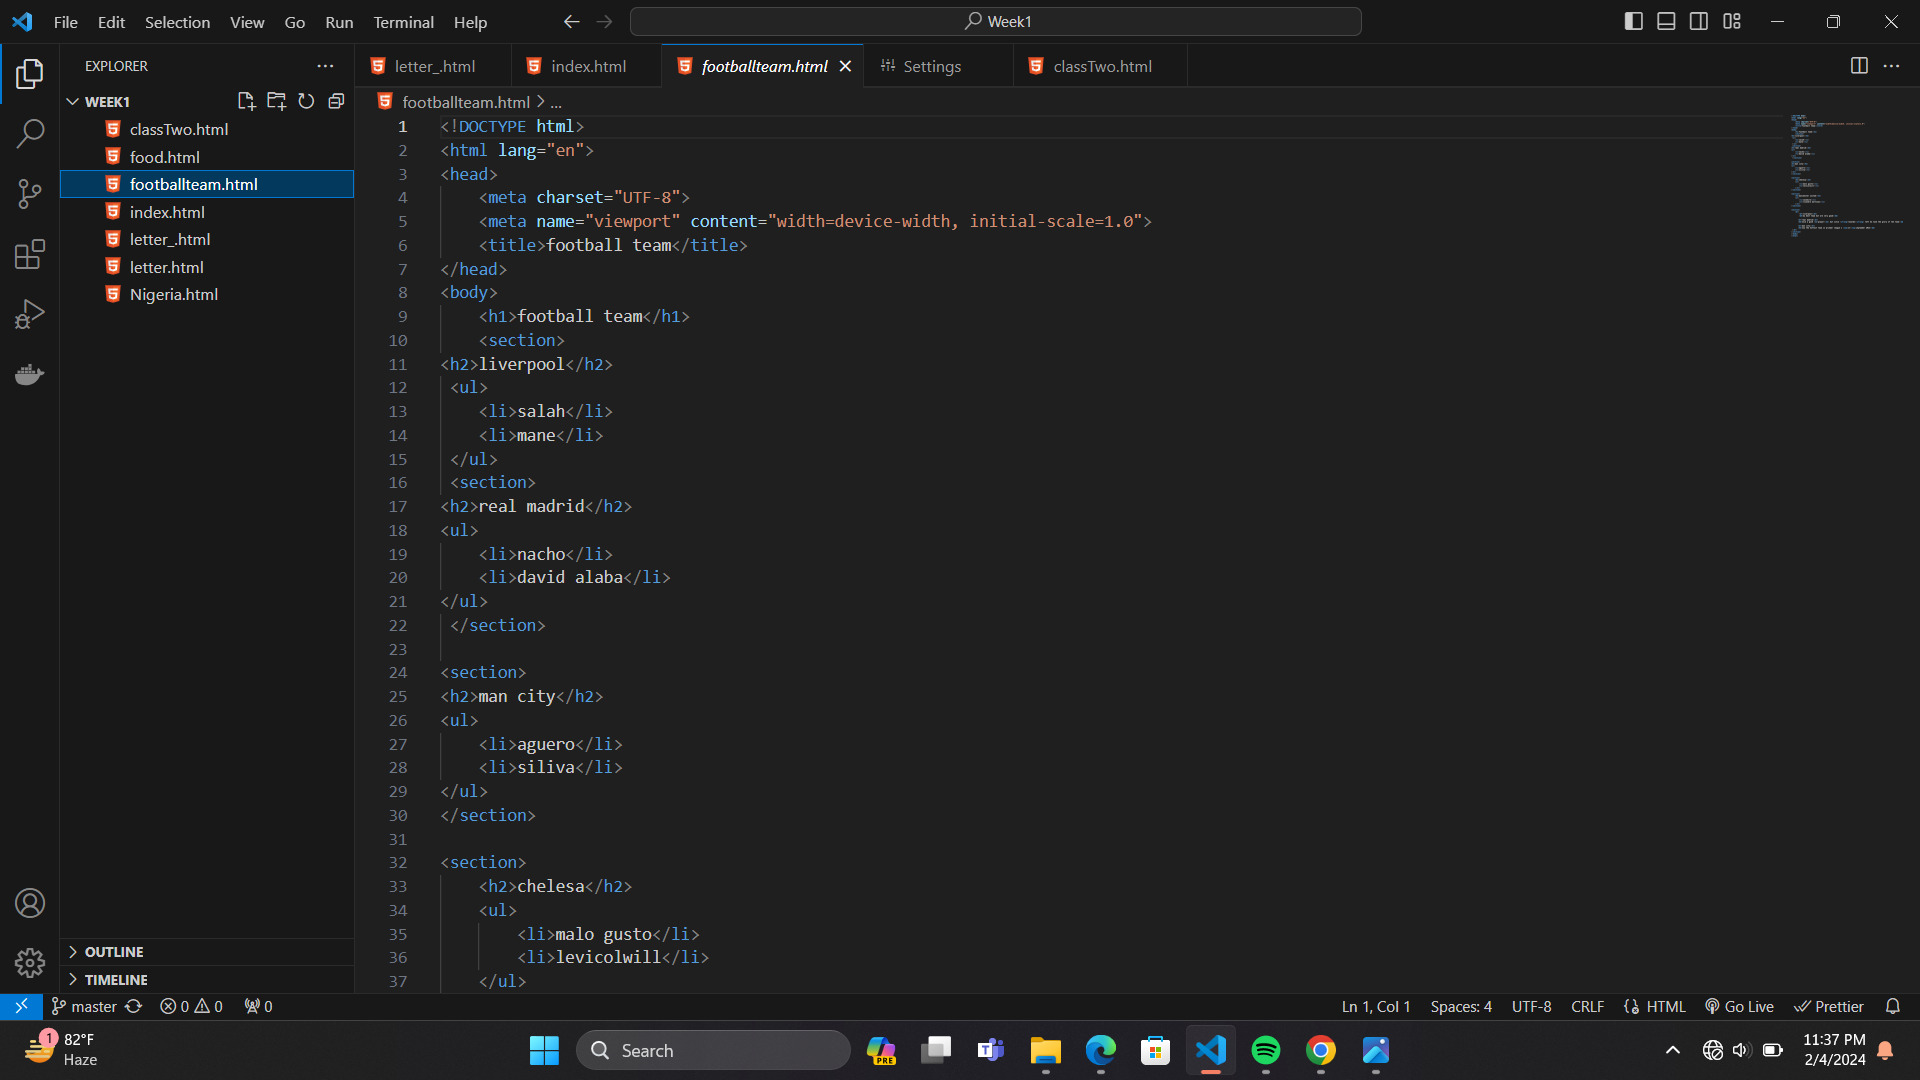 File Edit Selection View Go Run Terminal Help
Week1
EXPLORER
letter_.html index.html footballteam.html Settings classTwo.html
WEEK1
footballteam.html > ...
classTwo.html
food.html
footballteam.html
index.html
letter_.html
letter.html
Nigeria.html
1 <!DOCTYPE html>
2 <html lang="en">
3 <head>
4 <meta charset="UTF-8">
5 <meta name="viewport" content="width=device-width, initial-scale=1.0">
6 <title>football team</title>
7 </head>
8 <body>
9 <h1>football team</h1>
10 <section>
11 <h2>liverpool</h2>
12 <ul>
13 <li>salah</li>
14 <li>mane</li>
15 </ul>
16 <section>
17 <h2>real madrid</h2>
18 <ul>
19 <li>nacho</li>
20 <li>david alaba</li>
21 </ul>
22 </section>
23
24 <section>
25 <h2>man city</h2>
26 <ul>
27 <li>aguero</li>
28 <li>siliva</li>
29 </ul>
30 </section>
31
32 <section>
33 <h2>chelesa</h2>
34 <ul>
35 <li>malo gusto</li>
36 <li>levicolwill</li>
37 </ul>
OUTLINE
TIMELINE
master 0 0 0 Ln 1, Col 1 Spaces: 4 UTF-8 CRLF HTML Go Live Prettier
1 82°F
Haze
Search
PRE
11:37 PM
2/4/2024